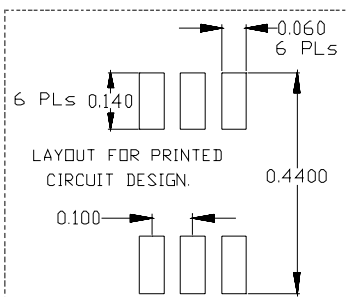 0.060
6 PLs
6 PLs 0.140
LAYOUT FOR PRINTED
CIRCUIT DESIGN.
0.4400
0.100